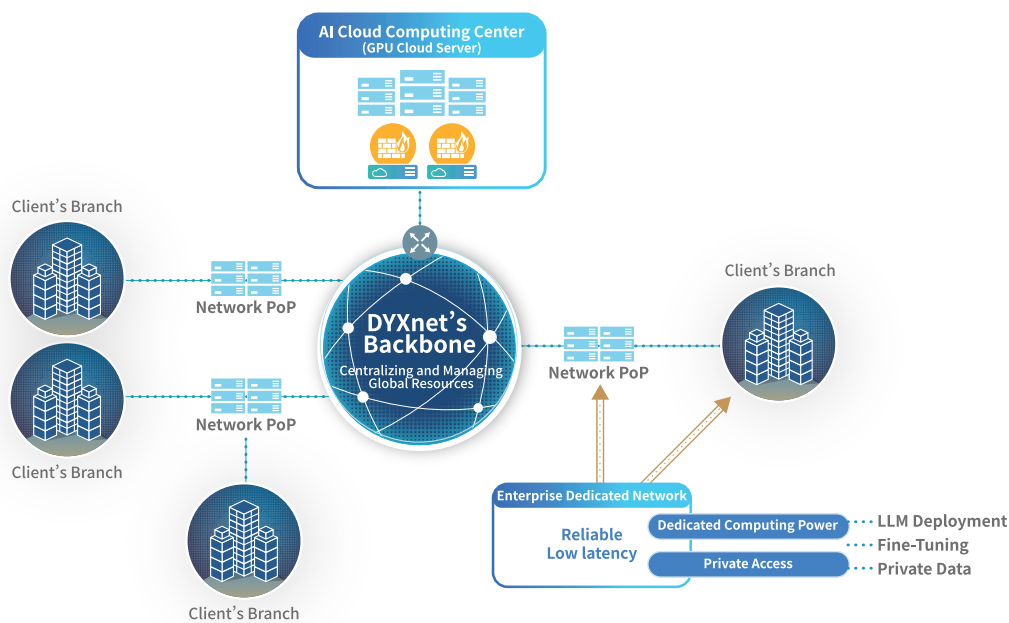 AI Cloud Computing Center
(GPU Cloud Server)
Client's Branch
Network PoP
Client's Branch
Network PoP
Client's Branch
DYXnet's
Backbone
Centralizing and Managing
Global Resources
Network PoP
Client's Branch
Enterprise Dedicated Network
Reliable
Low latency
Dedicated Computing Power
Private Access
LLM Deployment
Fine-Tuning
Private Data